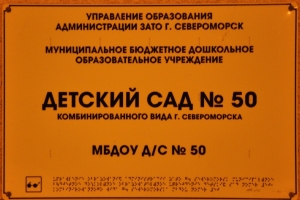 УПРАВЛЕНИЕ ОБРАЗОВАНИЯ
АДМИНИСТРАЦИИ ЗАТО Г. СЕВЕРОМОРСК
МУНИЦИПАЛЬНОЕ БЮДЖЕТНОЕ ДОШКОЛЬНОЕ
ОБРАЗОВАТЕЛЬНОЕ УЧРЕЖДЕНИЕ
ДЕТСКИЙ САД № 50
КОМБИНИРОВАННОГО ВИДА Г. СЕВЕРОМОРСКА
МБДОУ Д/С № 50